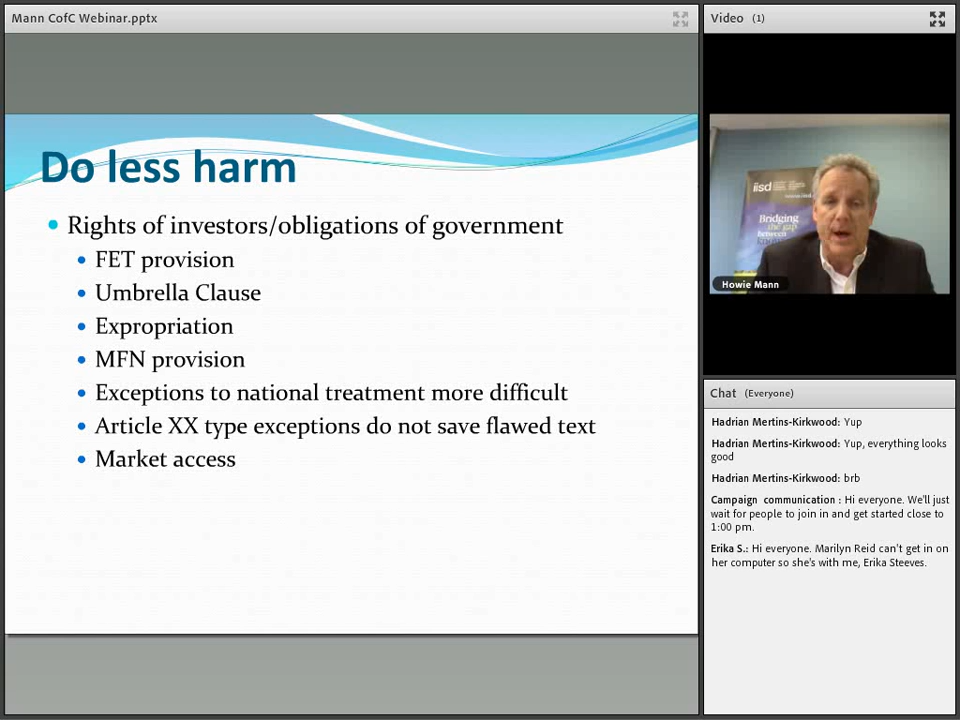 Mann CofC Webinar.pptx
Do less harm
Rights of investors/obligations of government
FET provision
Umbrella Clause
Expropriation
MFN provision
Exceptions to national treatment more difficult
Article XX type exceptions do not save flawed text
Market access
Video (1)
iisd
Bridging
the gap
between
Howie Mann
Chat (Everyone)
Hadrian Mertins-Kirkwood: Yup
Hadrian Mertins-Kirkwood: Yup, everything looks
good
Hadrian Mertins-Kirkwood: brb
Campaign communication : Hi everyone. We'll just
wait for people to join in and get started close to
1:00 pm.
Erika S.: Hi everyone. Marilyn Reid can't get in on
her computer so she's with me, Erika Steeves.